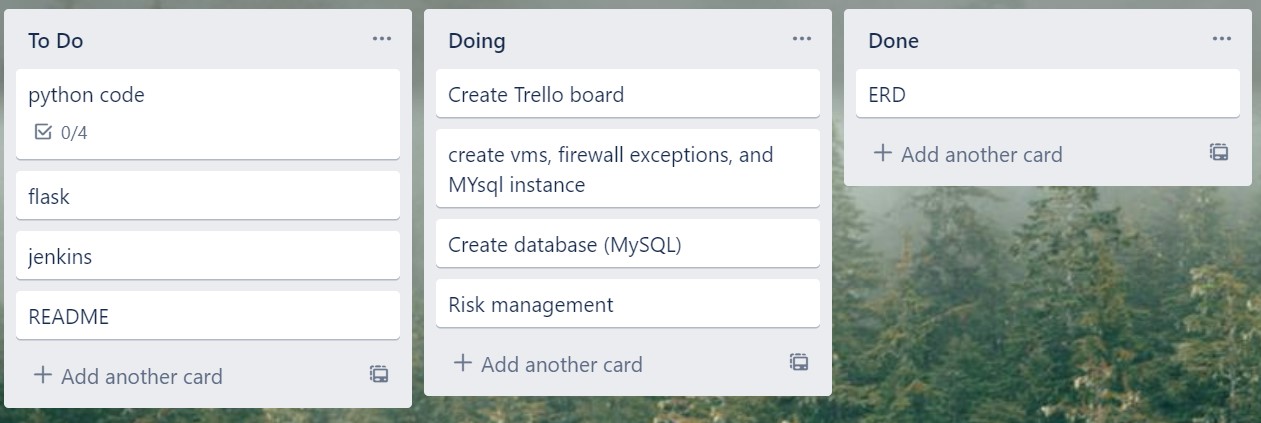 To Do
python code
0/4
flask
jenkins
README
Add another card
Doing
Create Trello board
create vms, firewall exceptions, and
MYsql instance
Create database (MySQL)
Risk management
Add another card
Done
ERD
Add another card